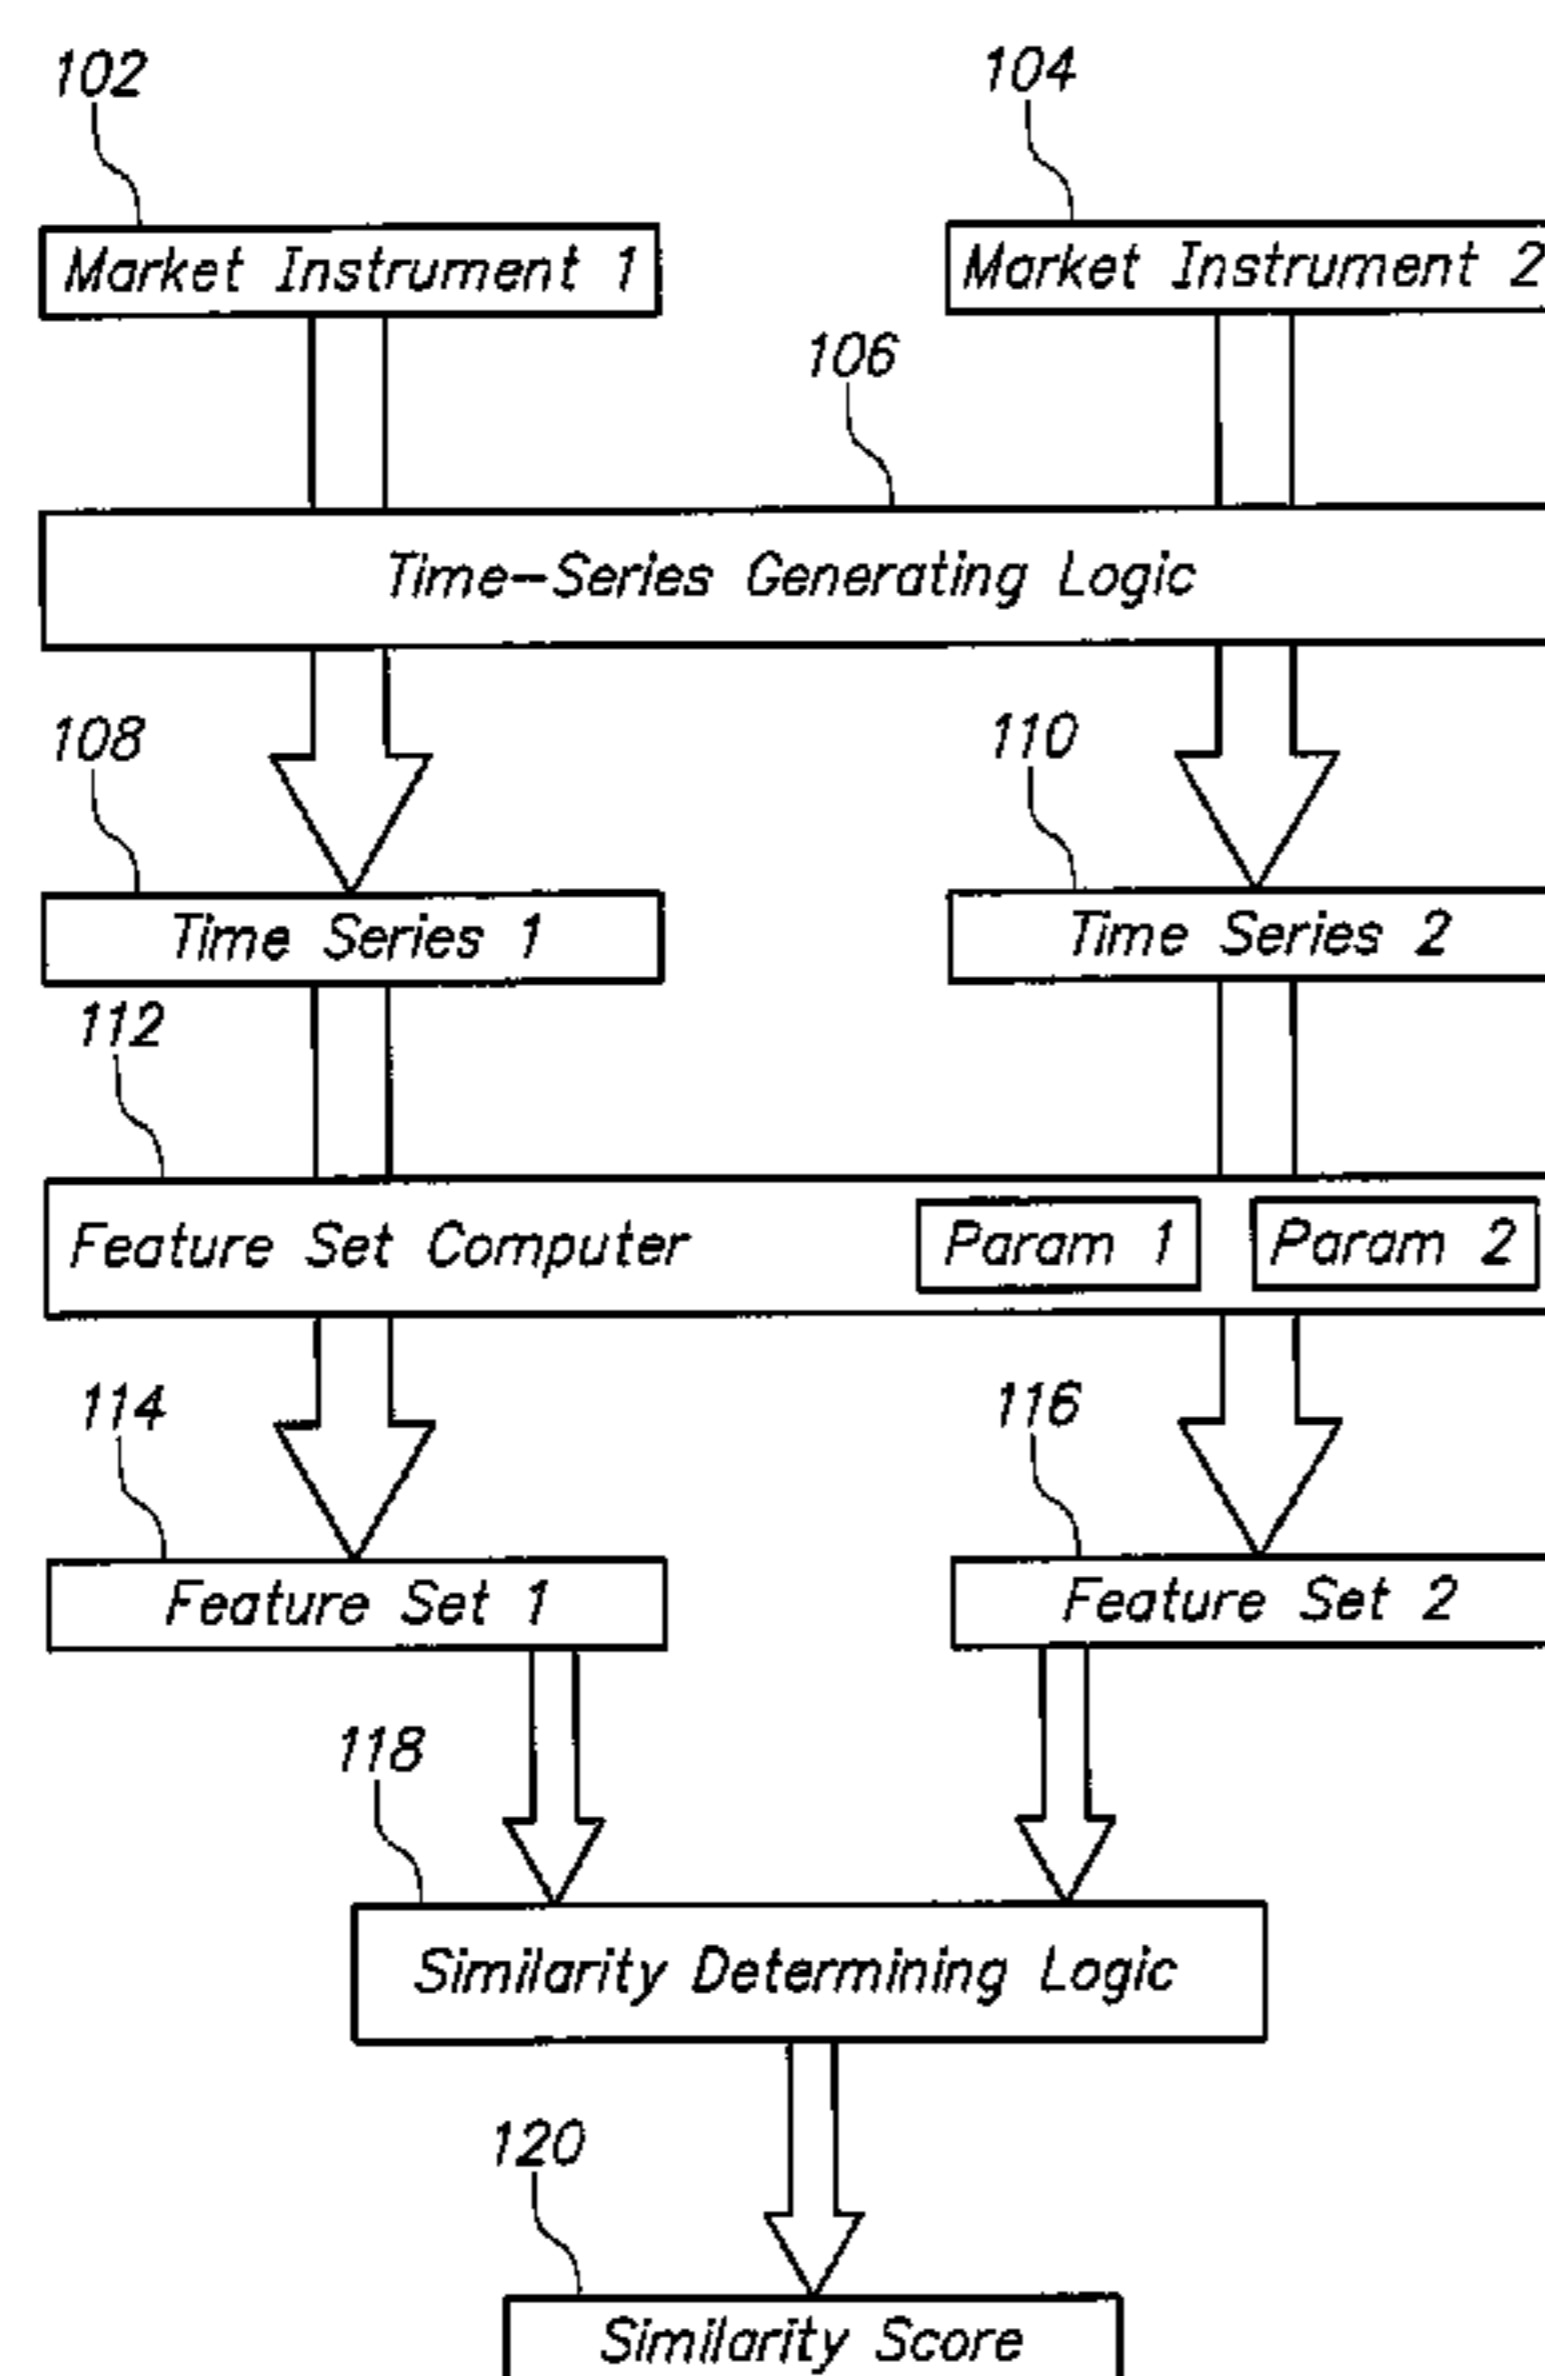 102
104
Market Instrument 1
Market Instrument 2
106
Time-Series Generating Logic
108
110
Time Series 1
Time Series 2
112
Feature Set Computer
Param 1
Param 2
114
116
Feature Set 1
Feature Set 2
118
Similarity Determining Logic
120
Similarity Score